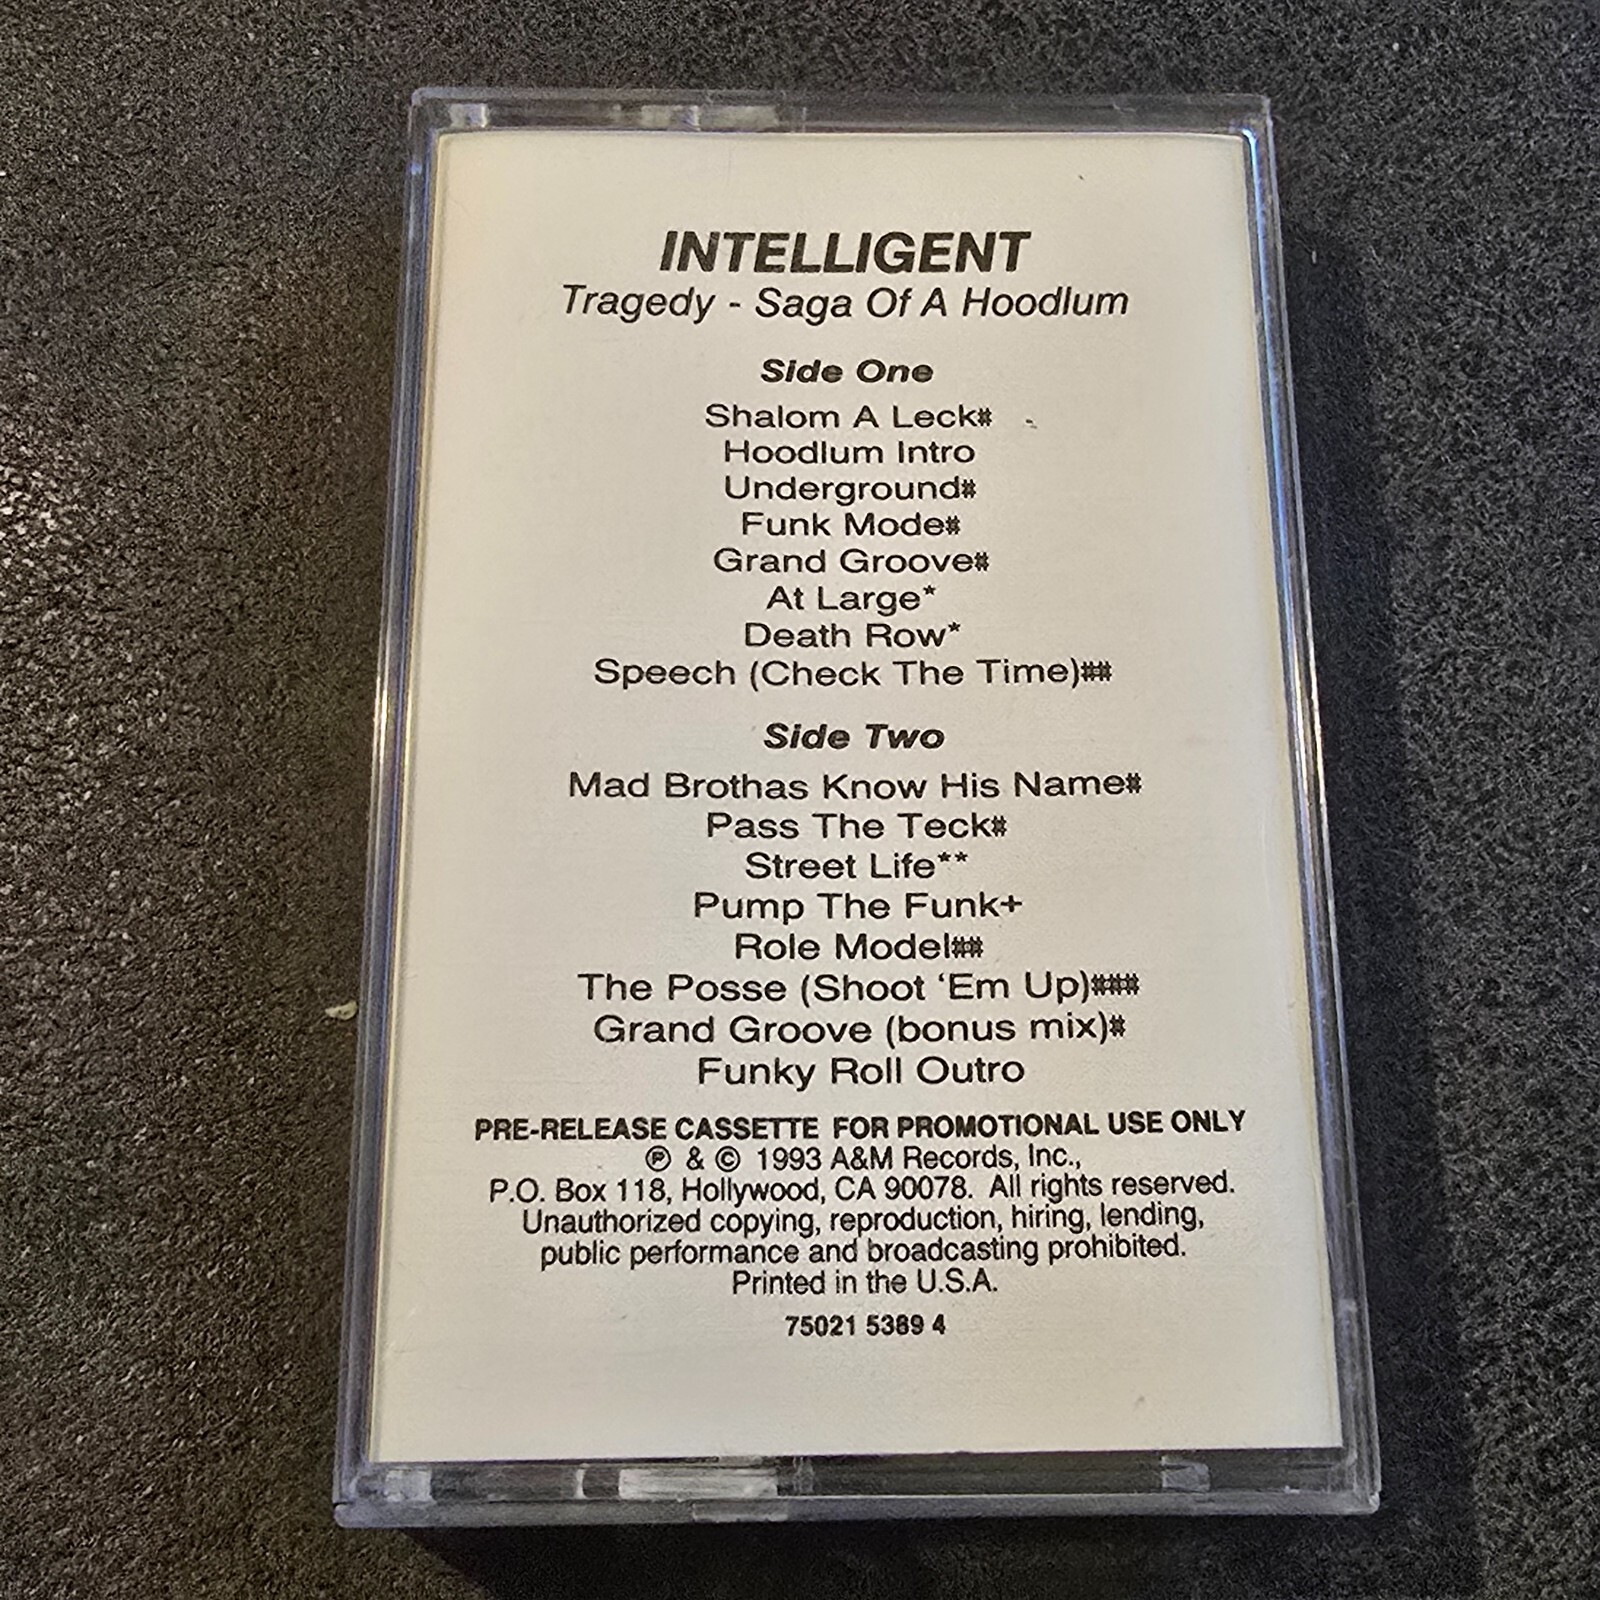 INTELLIGENT
Tragedy - Saga Of A Hoodlum
Side One
Shalom A Leck#
Hoodlum Intro
Underground#
Funk Mode#
Grand Groove#
At Large*
Death Row*
Speech (Check The Time)##
Side Two
Mad Brothas Know His Name#
Pass The Teck#
Street Life**
Pump The Funk+
Role Model##
The Posse (Shoot ‘Em Up)###
Grand Groove (bonus mix)#
Funky Roll Outro
PRE-RELEASE CASSETTE FOR PROMOTIONAL USE ONLY
℗ & © 1993 A&M Records, Inc.,
P.O. Box 118, Hollywood, CA 90078. All rights reserved.
Unauthorized copying, reproduction, hiring, lending,
public performance and broadcasting prohibited.
Printed in the U.S.A.
75021 5389 4